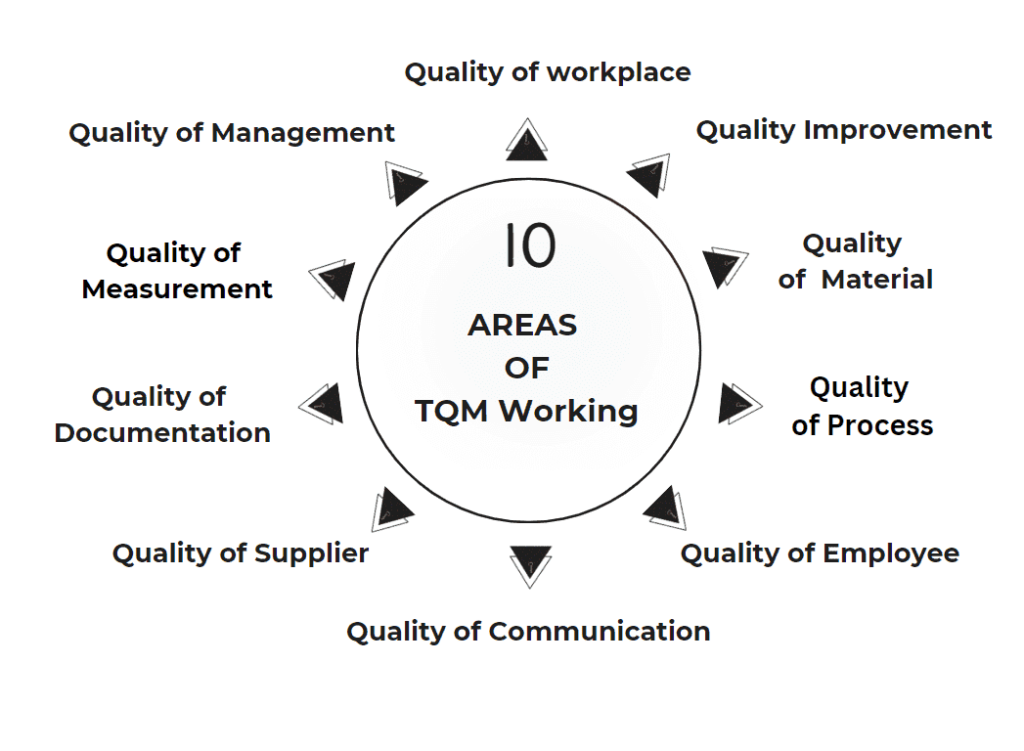 Quality of workplace
Quality of Management
Quality Improvement
10
AREAS
OF
TQM Working
Quality of
Measurement
Quality
of Material
Quality of
Documentation
Quality
of Process
Quality of Supplier
Quality of Employee
Quality of Communication